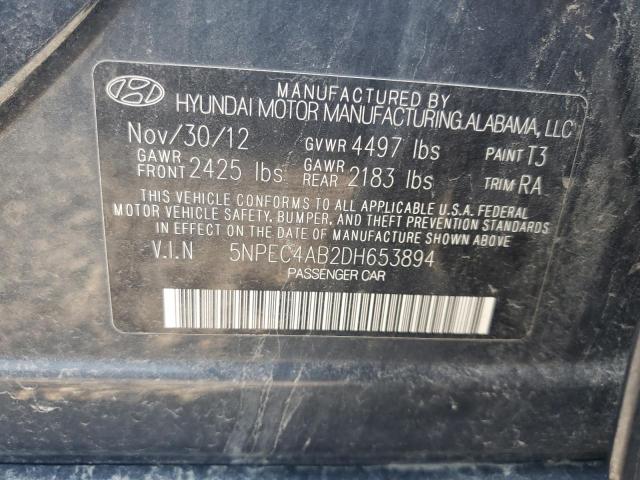 MANUFACTURED BY
HYUNDAI MOTOR MANUFACTURING.ALABAMA, LLC
Nov/30/12 GVWR 4497 lbs PAINT T3
GAWR FRONT 2425 lbs GAWR REAR 2183 lbs TRIM RA
THIS VEHICLE CONFORMS TO ALL APPLICABLE U.S.A. FEDERAL
MOTOR VEHICLE SAFETY, BUMPER, AND THEFT PREVENTION STANDARDS
IN EFFECT ON THE DATE OF MANUFACTURE SHOWN ABOVE
V.I.N 5NPEC4AB2DH653894
PASSENGER CAR